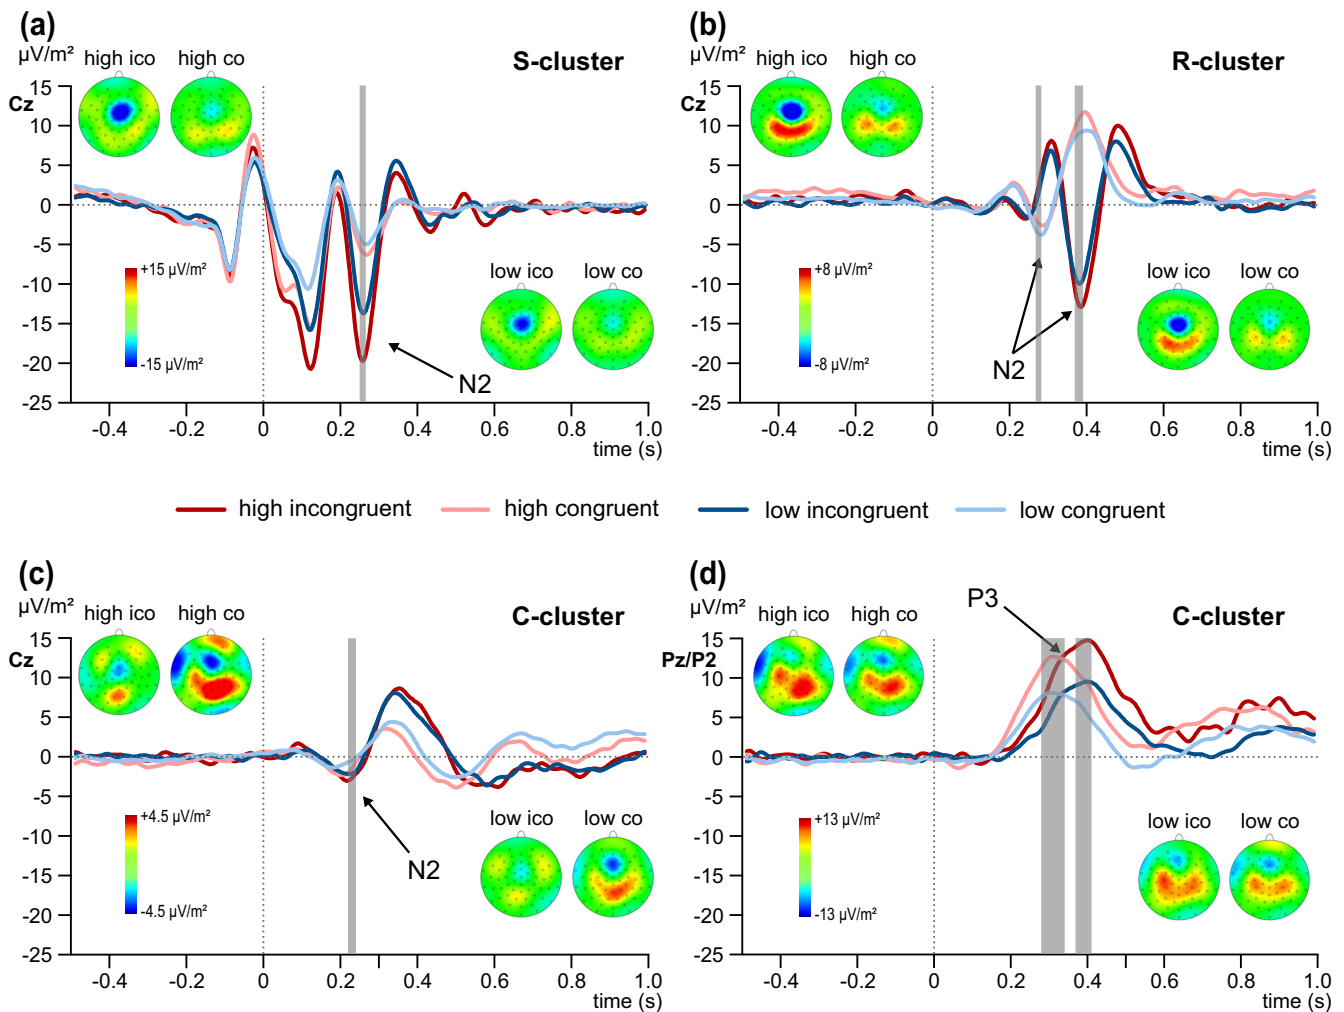 (a)
µV/m²
high ico high co
S-cluster
15
Cz
10
5
0
-5
-10
-15
-20
-25
+15 µV/m²
-15 µV/m²
low ico low co
N2
-0.4 -0.2 0 0.2 0.4 0.6 0.8 1.0
time (s)
(b)
µV/m²
high ico high co
R-cluster
15
Cz
10
5
0
-5
-10
-15
-20
-25
+8 µV/m²
-8 µV/m²
low ico low co
N2
-0.4 -0.2 0 0.2 0.4 0.6 0.8 1.0
time (s)
high incongruent high congruent low incongruent low congruent
(c)
µV/m²
high ico high co
C-cluster
15
Cz
10
5
0
-5
-10
-15
-20
-25
+4.5 µV/m²
-4.5 µV/m²
low ico low co
N2
-0.4 -0.2 0 0.2 0.4 0.6 0.8 1.0
time (s)
(d)
µV/m²
high ico high co
P3
C-cluster
15
Pz/P2
10
5
0
-5
-10
-15
-20
-25
+13 µV/m²
-13 µV/m²
low ico low co
-0.4 -0.2 0 0.2 0.4 0.6 0.8 1.0
time (s)